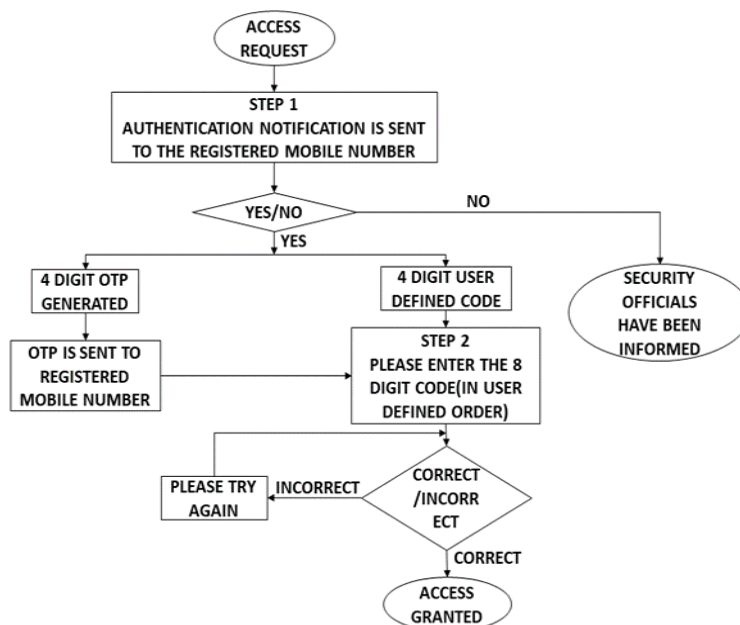 ACCESS
REQUEST
STEP 1
AUTHENTICATION NOTIFICATION IS SENT
TO THE REGISTERED MOBILE NUMBER
YES/NO
NO
YES
4 DIGIT OTP
GENERATED
4 DIGIT USER
DEFINED CODE
SECURITY
OFFICIALS
HAVE BEEN
INFORMED
OTP IS SENT TO
REGISTERED
MOBILE NUMBER
STEP 2
PLEASE ENTER THE 8
DIGIT CODE(IN USER
DEFINED ORDER)
PLEASE TRY
AGAIN
INCORRECT
CORRECT
/INCORR
ECT
CORRECT
ACCESS
GRANTED